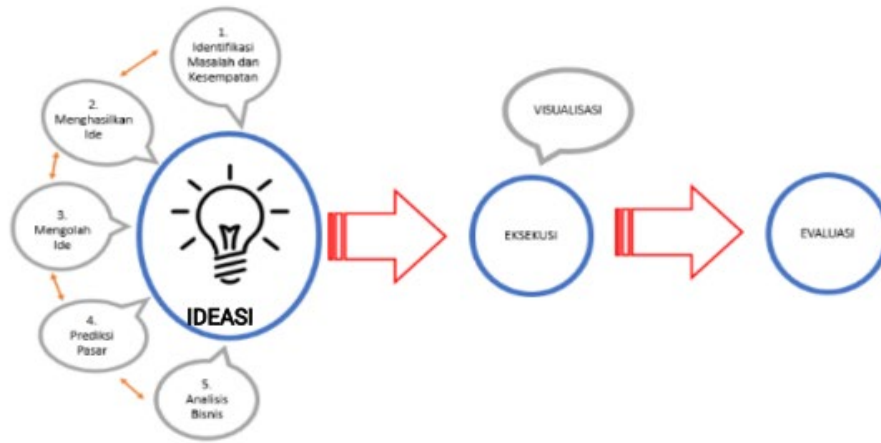 1.
Identifikasi
Masalah dan
Kesempatan
2.
Menghasilkan
Ide
3.
Mengolah
Ide
4.
Prediksi
Pasar
5.
Analisis
Bisnis
IDEASI
VISUALISASI
EKSEKUSI
EVALUASI